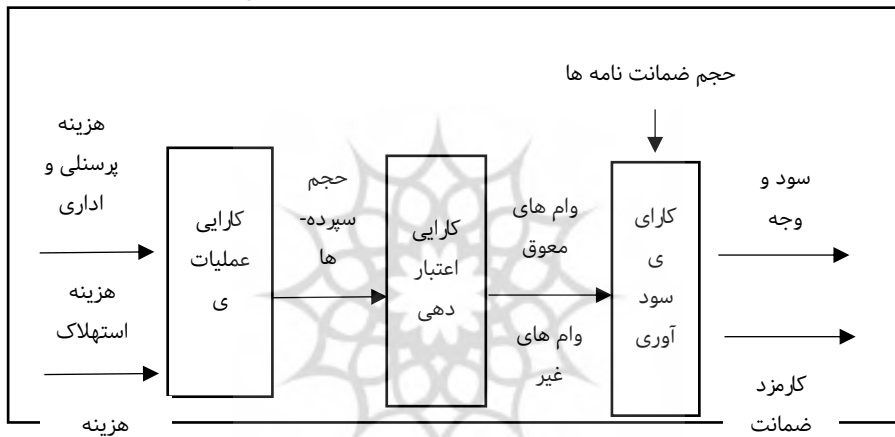 حجم ضمانت نامه ها
هزینه
پرسنلی و
اداری
هزینه
استهلاک
هزینه
کارایی
عملیات
ی
حجم
سپرده-
ها
کارایی
اعتبار
دهی
وام های
معوق
وام های
غیر
کارای
ی
سود
آوری
سود و
وجه
کارمزد
ضمانت